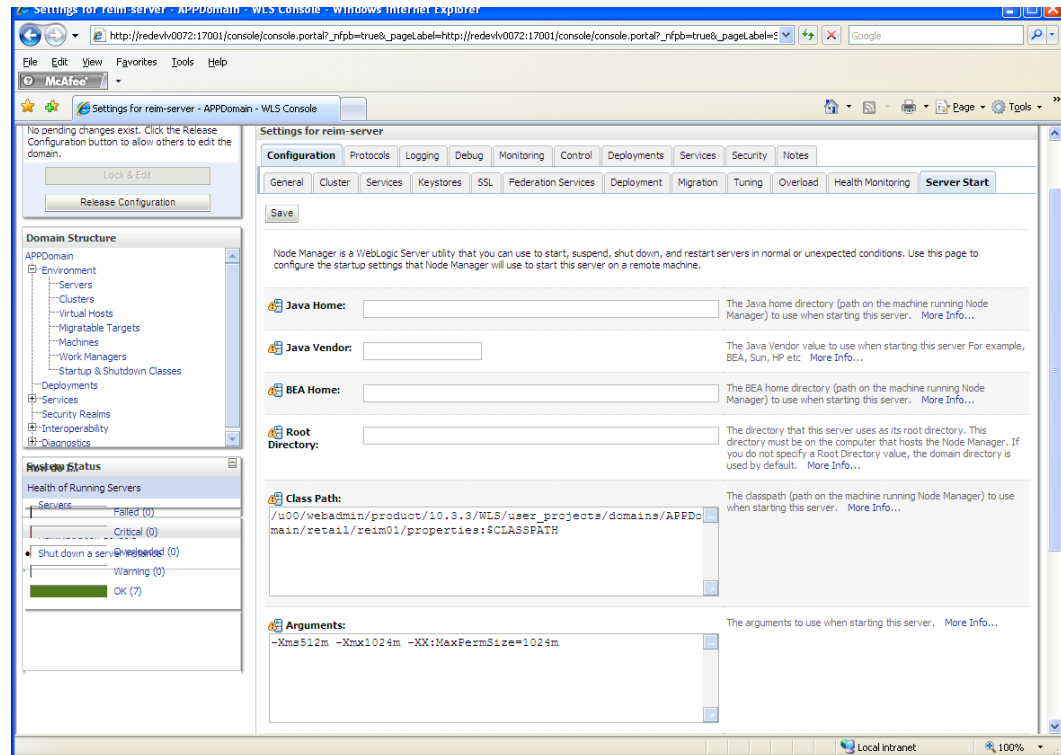 Settings for reim-server - APPDomain - WLS Console - Windows Internet Explorer
http://redevlv0072:17001/console/console.portal?_nfpb=true&_pageLabel=http://redevlv0072:17001/console/console.portal?_nfpb=true&_pageLabel=S
Google
File Edit View Favorites Tools Help
McAfee
Settings for reim-server - APPDomain - WLS Console
Page Tools »
No pending changes exist. Click the Release
Configuration button to allow others to edit the
domain.
Lock & Edit
Release Configuration
Domain Structure
APPDomain
Environment
Servers
Clusters
Virtual Hosts
Migratable Targets
Machines
Work Managers
Startup & Shutdown Classes
Deployments
Services
Security Realms
Interoperability
Diagnostics
How do I...
System Status
Health of Running Servers
Servers
Failed (0)
Critical (0)
Shut down a server instance
Overloaded (0)
Warning (0)
OK (7)
Settings for reim-server
Configuration Protocols Logging Debug Monitoring Control Deployments Services Security Notes
General Cluster Services Keystores SSL Federation Services Deployment Migration Tuning Overload Health Monitoring Server Start
Save
Node Manager is a WebLogic Server utility that you can use to start, suspend, shut down, and restart servers in normal or unexpected conditions. Use this page to
configure the startup settings that Node Manager will use to start this server on a remote machine.
Java Home:
The Java home directory (path on the machine running Node
Manager) to use when starting this server. More Info...
Java Vendor:
The Java Vendor value to use when starting this server For example,
BEA, Sun, HP etc More Info...
BEA Home:
The BEA home directory (path on the machine running Node
Manager) to use when starting this server. More Info...
Root
Directory:
The directory that this server uses as its root directory. This
directory must be on the computer that hosts the Node Manager. If
you do not specify a Root Directory value, the domain directory is
used by default. More Info...
Class Path:
/u00/webadmin/product/10.3.3/WLS/user_projects/domains/APPDo
main/retail/reim01/properties:$CLASSPATH
The classpath (path on the machine running Node Manager) to use
when starting this server. More Info...
Arguments:
-Xms512m -Xmx1024m -XX:MaxPermSize=1024m
The arguments to use when starting this server. More Info...
Local intranet
100%